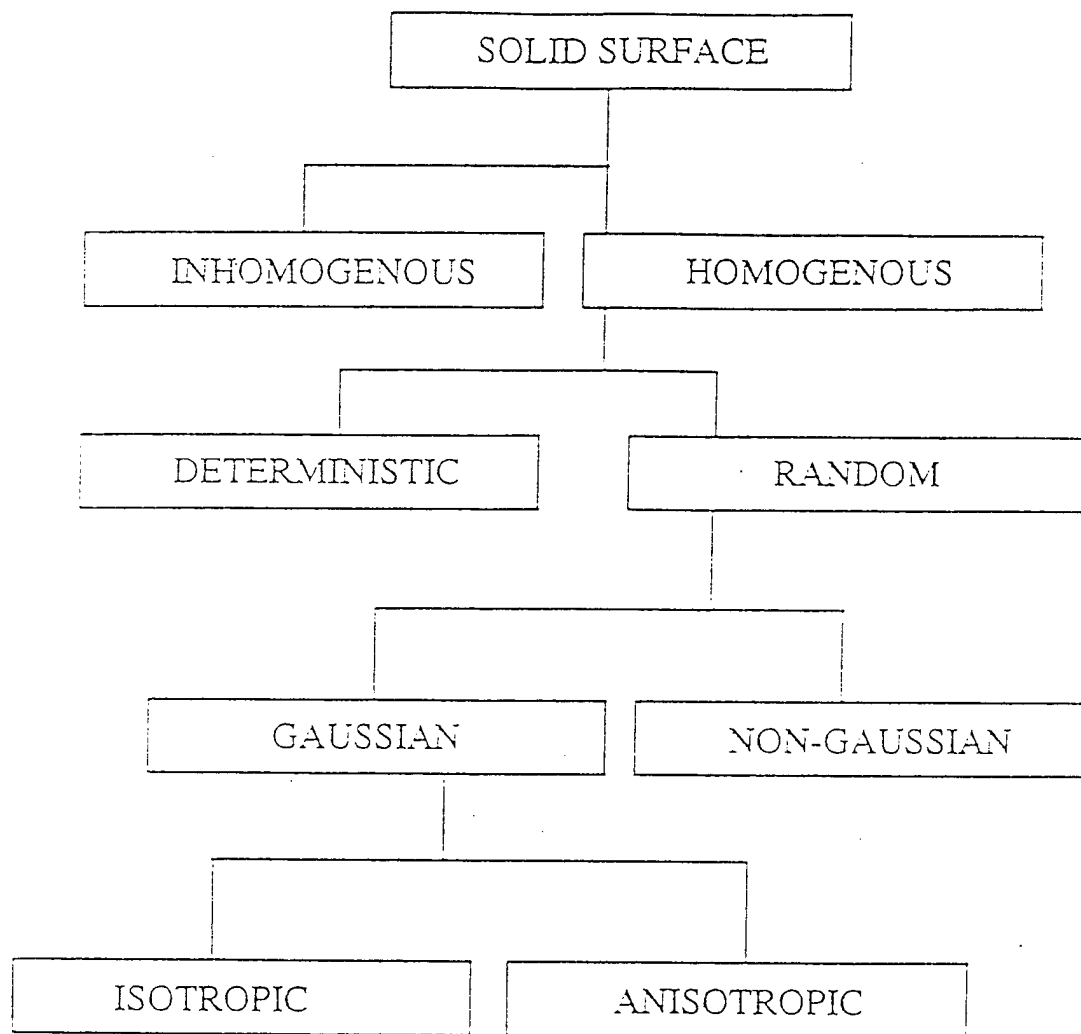 SOLID SURFACE
INHOMOGENOUS
HOMOGENOUS
DETERMINISTIC
RANDOM
GAUSSIAN
NON-GAUSSIAN
ISOTROPIC
ANISOTROPIC